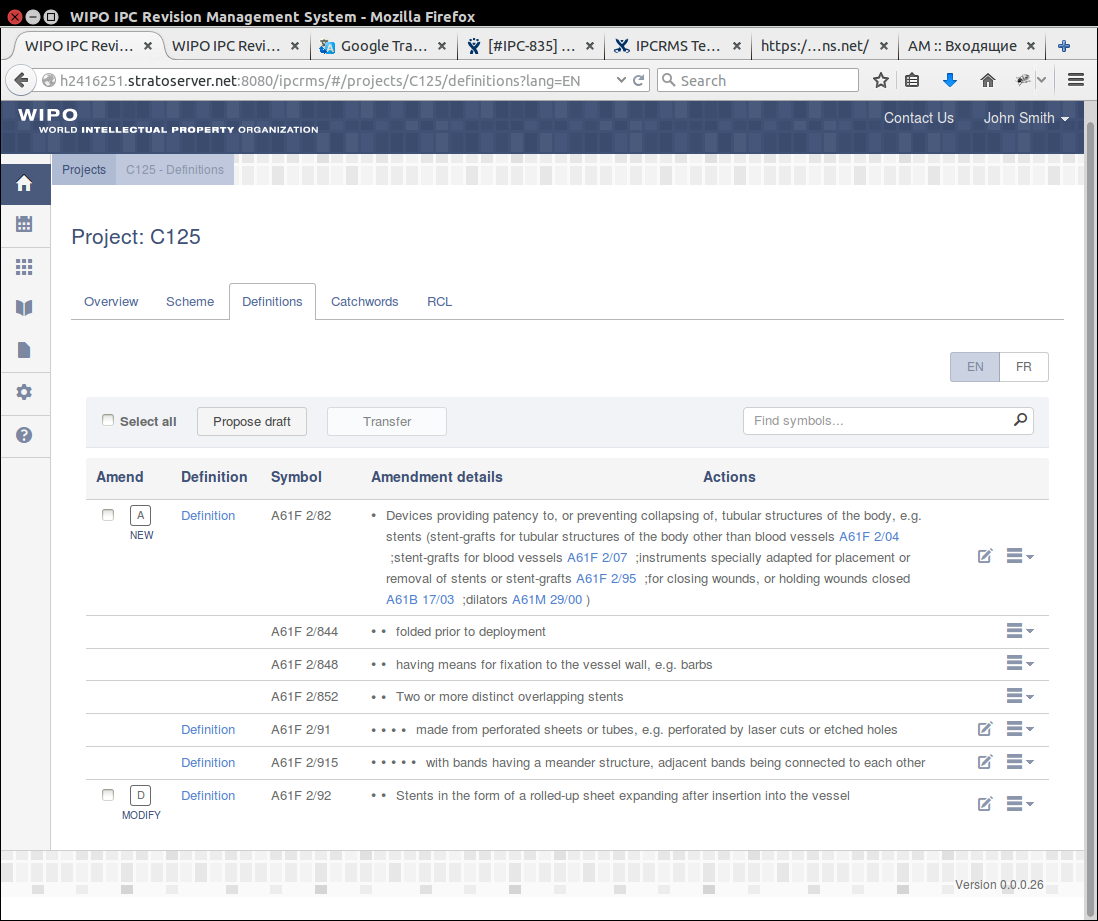 WIPO IPC Revision Management System - Mozilla Firefox
WIPO IPC Revi... × WIPO IPC Revi... × Google Tra... × [#IPC-835] ... × IPCRMS Te... × https:/...ns.net/ × AM :: Входящие ×
h2416251.stratoserver.net:8080/ipcrms/#/projects/C125/definitions?lang=EN Search
WIPO
WORLD INTELLECTUAL PROPERTY ORGANIZATION
Contact Us John Smith
Projects C125 - Definitions
Project: C125
Overview Scheme Definitions Catchwords RCL
EN FR
Select all Propose draft Transfer Find symbols...
Amend Definition Symbol Amendment details Actions
A Definition A61F 2/82 • Devices providing patency to, or preventing collapsing of, tubular structures of the body, e.g.
NEW stents (stent-grafts for tubular structures of the body other than blood vessels A61F 2/04
;stent-grafts for blood vessels A61F 2/07 ;instruments specially adapted for placement or
removal of stents or stent-grafts A61F 2/95 ;for closing wounds, or holding wounds closed
A61B 17/03 ;dilators A61M 29/00 )
A61F 2/844 • • folded prior to deployment
A61F 2/848 • • having means for fixation to the vessel wall, e.g. barbs
A61F 2/852 • • Two or more distinct overlapping stents
Definition A61F 2/91 • • • • made from perforated sheets or tubes, e.g. perforated by laser cuts or etched holes
Definition A61F 2/915 • • • • • with bands having a meander structure, adjacent bands being connected to each other
D Definition A61F 2/92 • • Stents in the form of a rolled-up sheet expanding after insertion into the vessel
MODIFY
Version 0.0.0.26